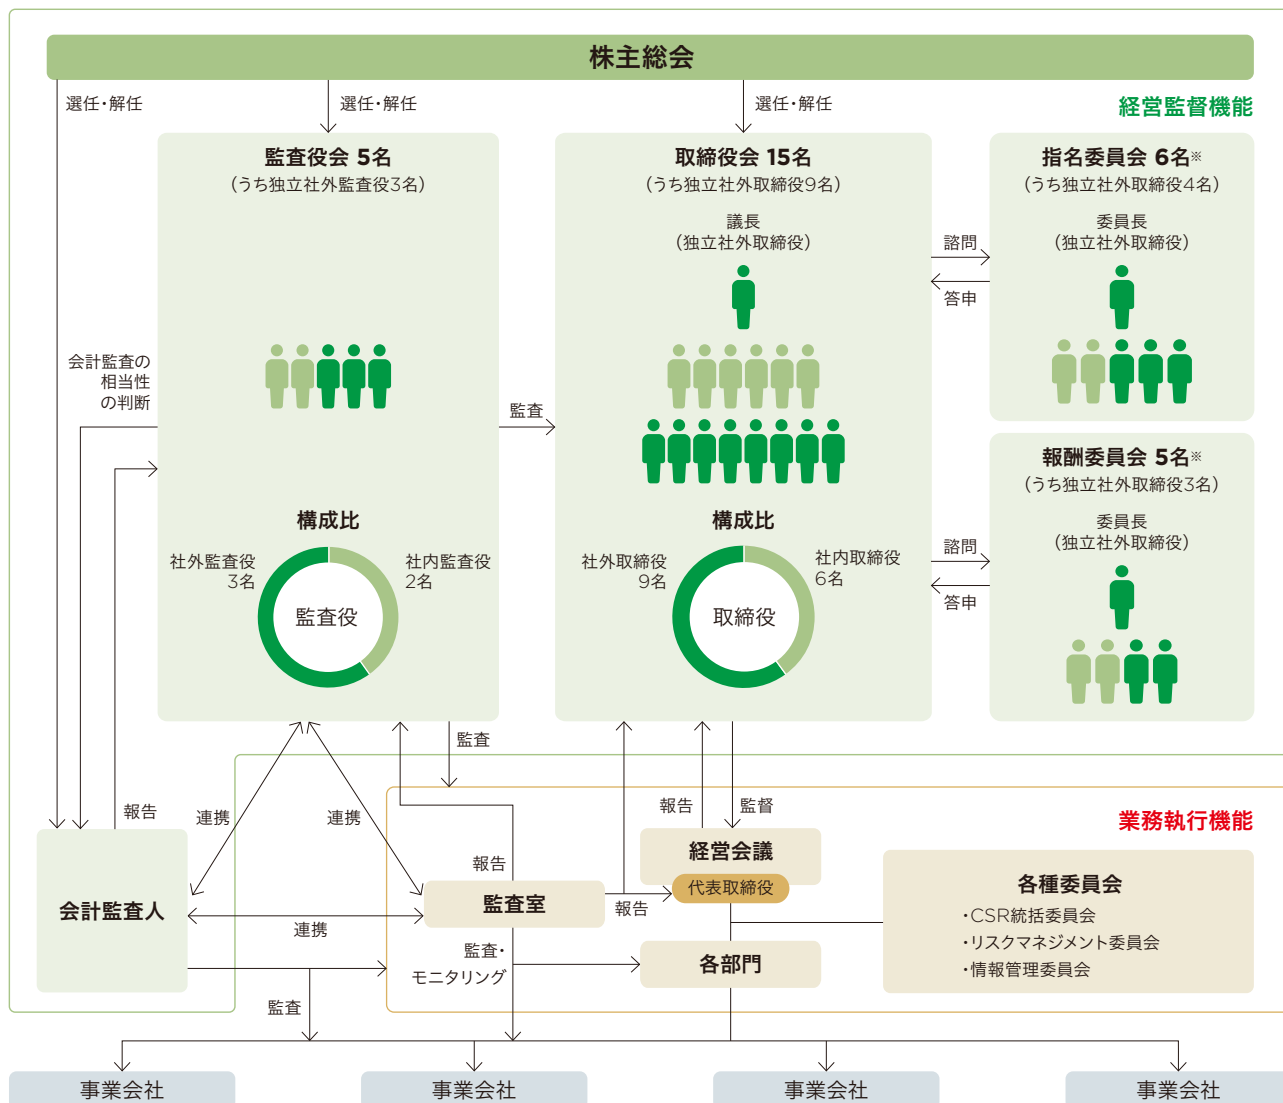 株主総会
選任・解任
選任・解任
選任・解任
経営監督機能
監査役会 5名
(うち独立社外監査役3名)
取締役会 15名
(うち独立社外取締役9名)
議長
(独立社外取締役)
指名委員会 6名※
(うち独立社外取締役4名)
委員長
(独立社外取締役)
諮問
答申
会計監査の
相当性
の判断
監査
報酬委員会 5名※
(うち独立社外取締役3名)
委員長
(独立社外取締役)
諮問
答申
構成比
社外監査役
3名
社内監査役
2名
監査役
構成比
社外取締役
9名
社内取締役
6名
取締役
監査
報告
連携
連携
報告
監督
業務執行機能
経営会議
代表取締役
報告
報告
監査室
会計監査人
連携
各種委員会
・CSR統括委員会
・リスクマネジメント委員会
・情報管理委員会
監査・
モニタリング
各部門
監査
事業会社
事業会社
事業会社
事業会社